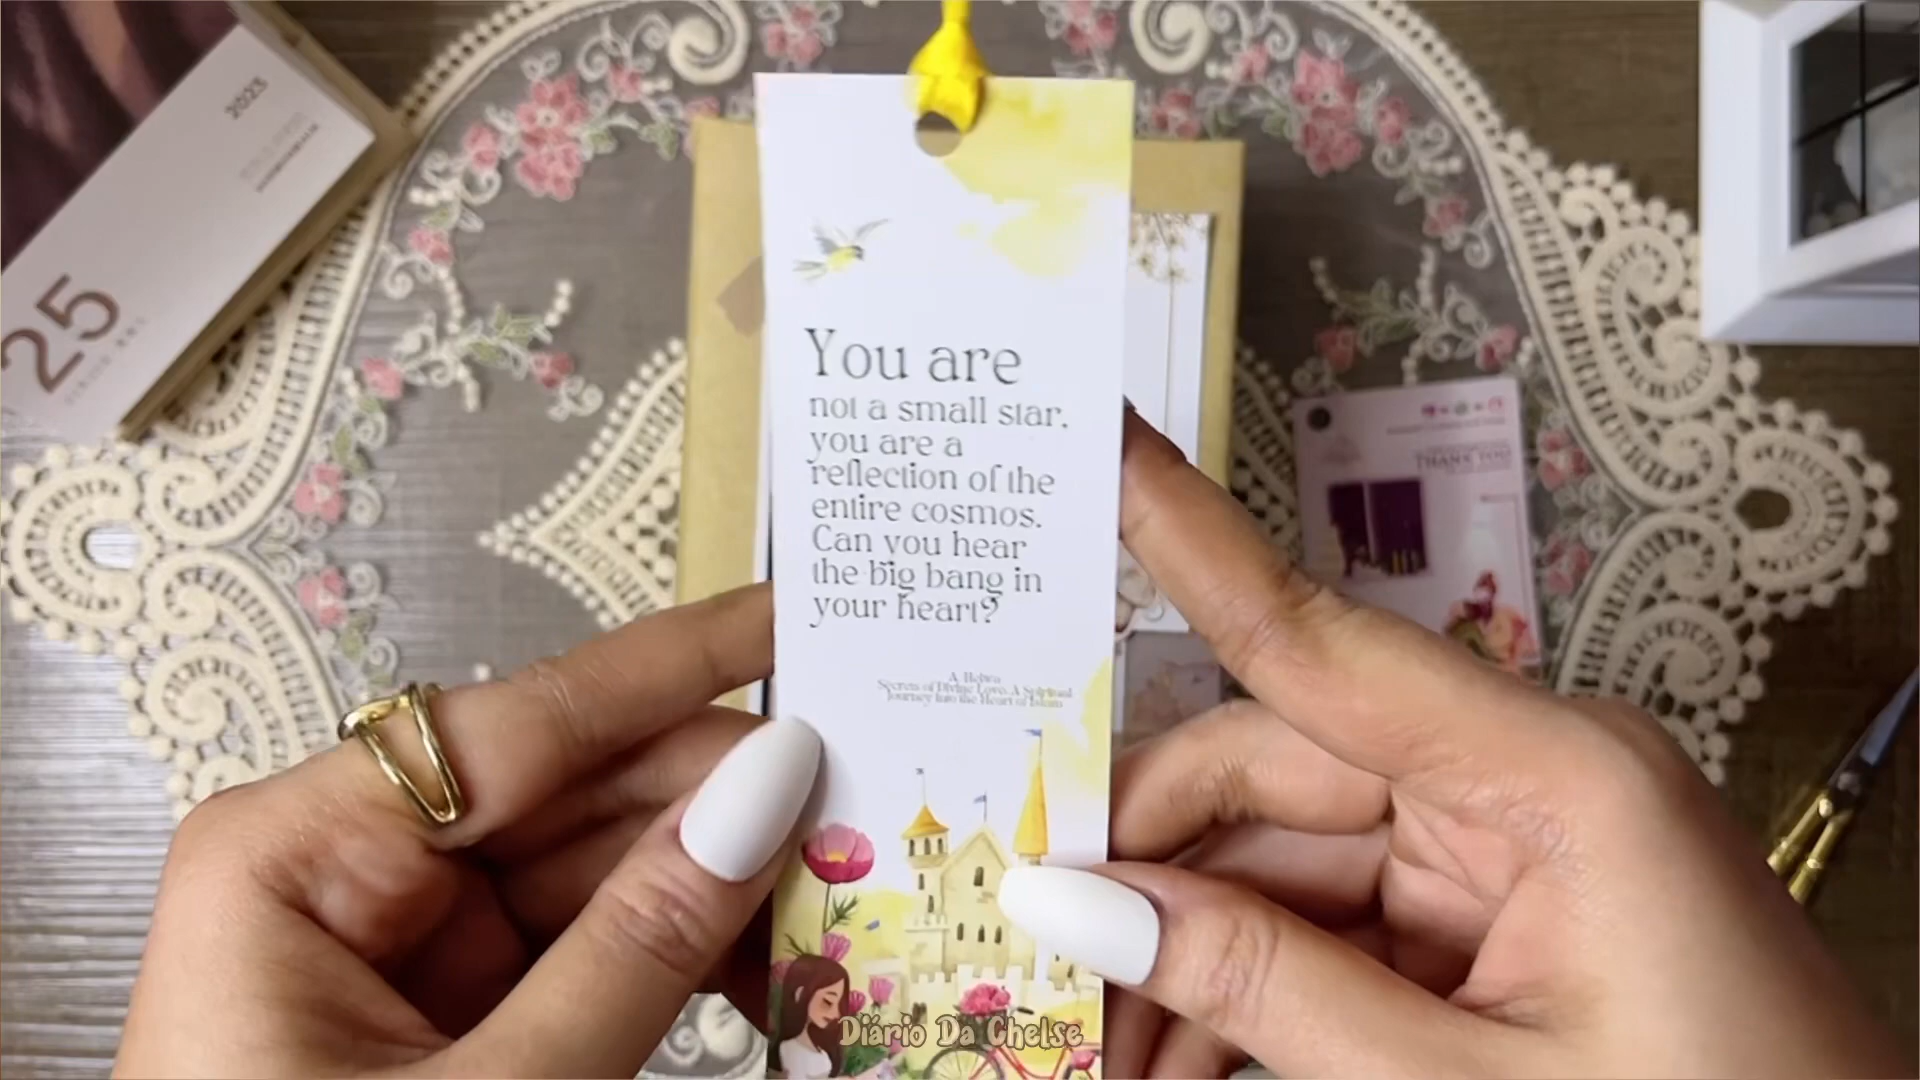 2023
25
You are
not a small star,
you are a
reflection of the
entire cosmos.
Can you hear
the big bang in
your heart?
A. Helwa
Secrets of Divine Love: A Spiritual
Journey into the Heart of Islam
THANK YOU
Diário Da Chelse